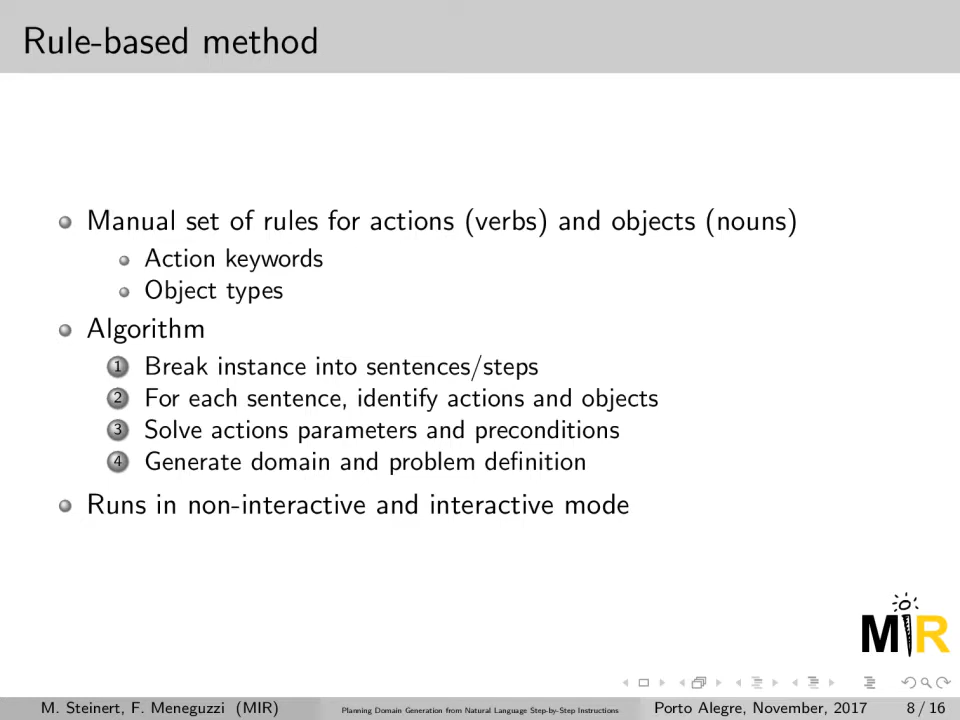 Rule-based method
Manual set of rules for actions (verbs) and objects (nouns)
Action keywords
Object types
Algorithm
1 Break instance into sentences/steps
2 For each sentence, identify actions and objects
3 Solve actions parameters and preconditions
4 Generate domain and problem definition
Runs in non-interactive and interactive mode
MIR
M. Steinert, F. Meneguzzi (MIR) Planning Domain Generation from Natural Language Step-by-Step Instructions Porto Alegre, November, 2017 8 / 16